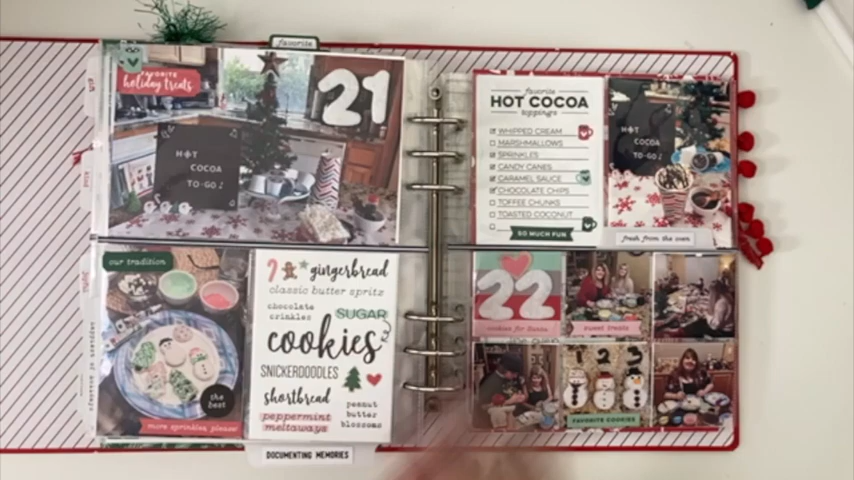 favorite
FAVORITE
holiday treats
21
HOT
COCOA
TO-GO!
our tradition
the
best
more sprinkles please!
gingerbread
classic butter spritz
chocolate
crinkles
SUGAR
cookies
SNICKERDOODLES
shortbread
peppermint
meltaways
peanut
butter
blossoms
DOCUMENTING MEMORIES
favorite
HOT COCOA
toppings
WHIPPED CREAM
MARSHMALLOWS
SPRINKLES
CANDY CANES
CARAMEL SAUCE
CHOCOLATE CHIPS
TOFFEE CHUNKS
TOASTED COCONUT
SO MUCH FUN
HOT
COCOA
TO-GO!
fresh from the oven
22
cookies for Santa
sweet treats
1 2 3
FAVORITE COOKIES